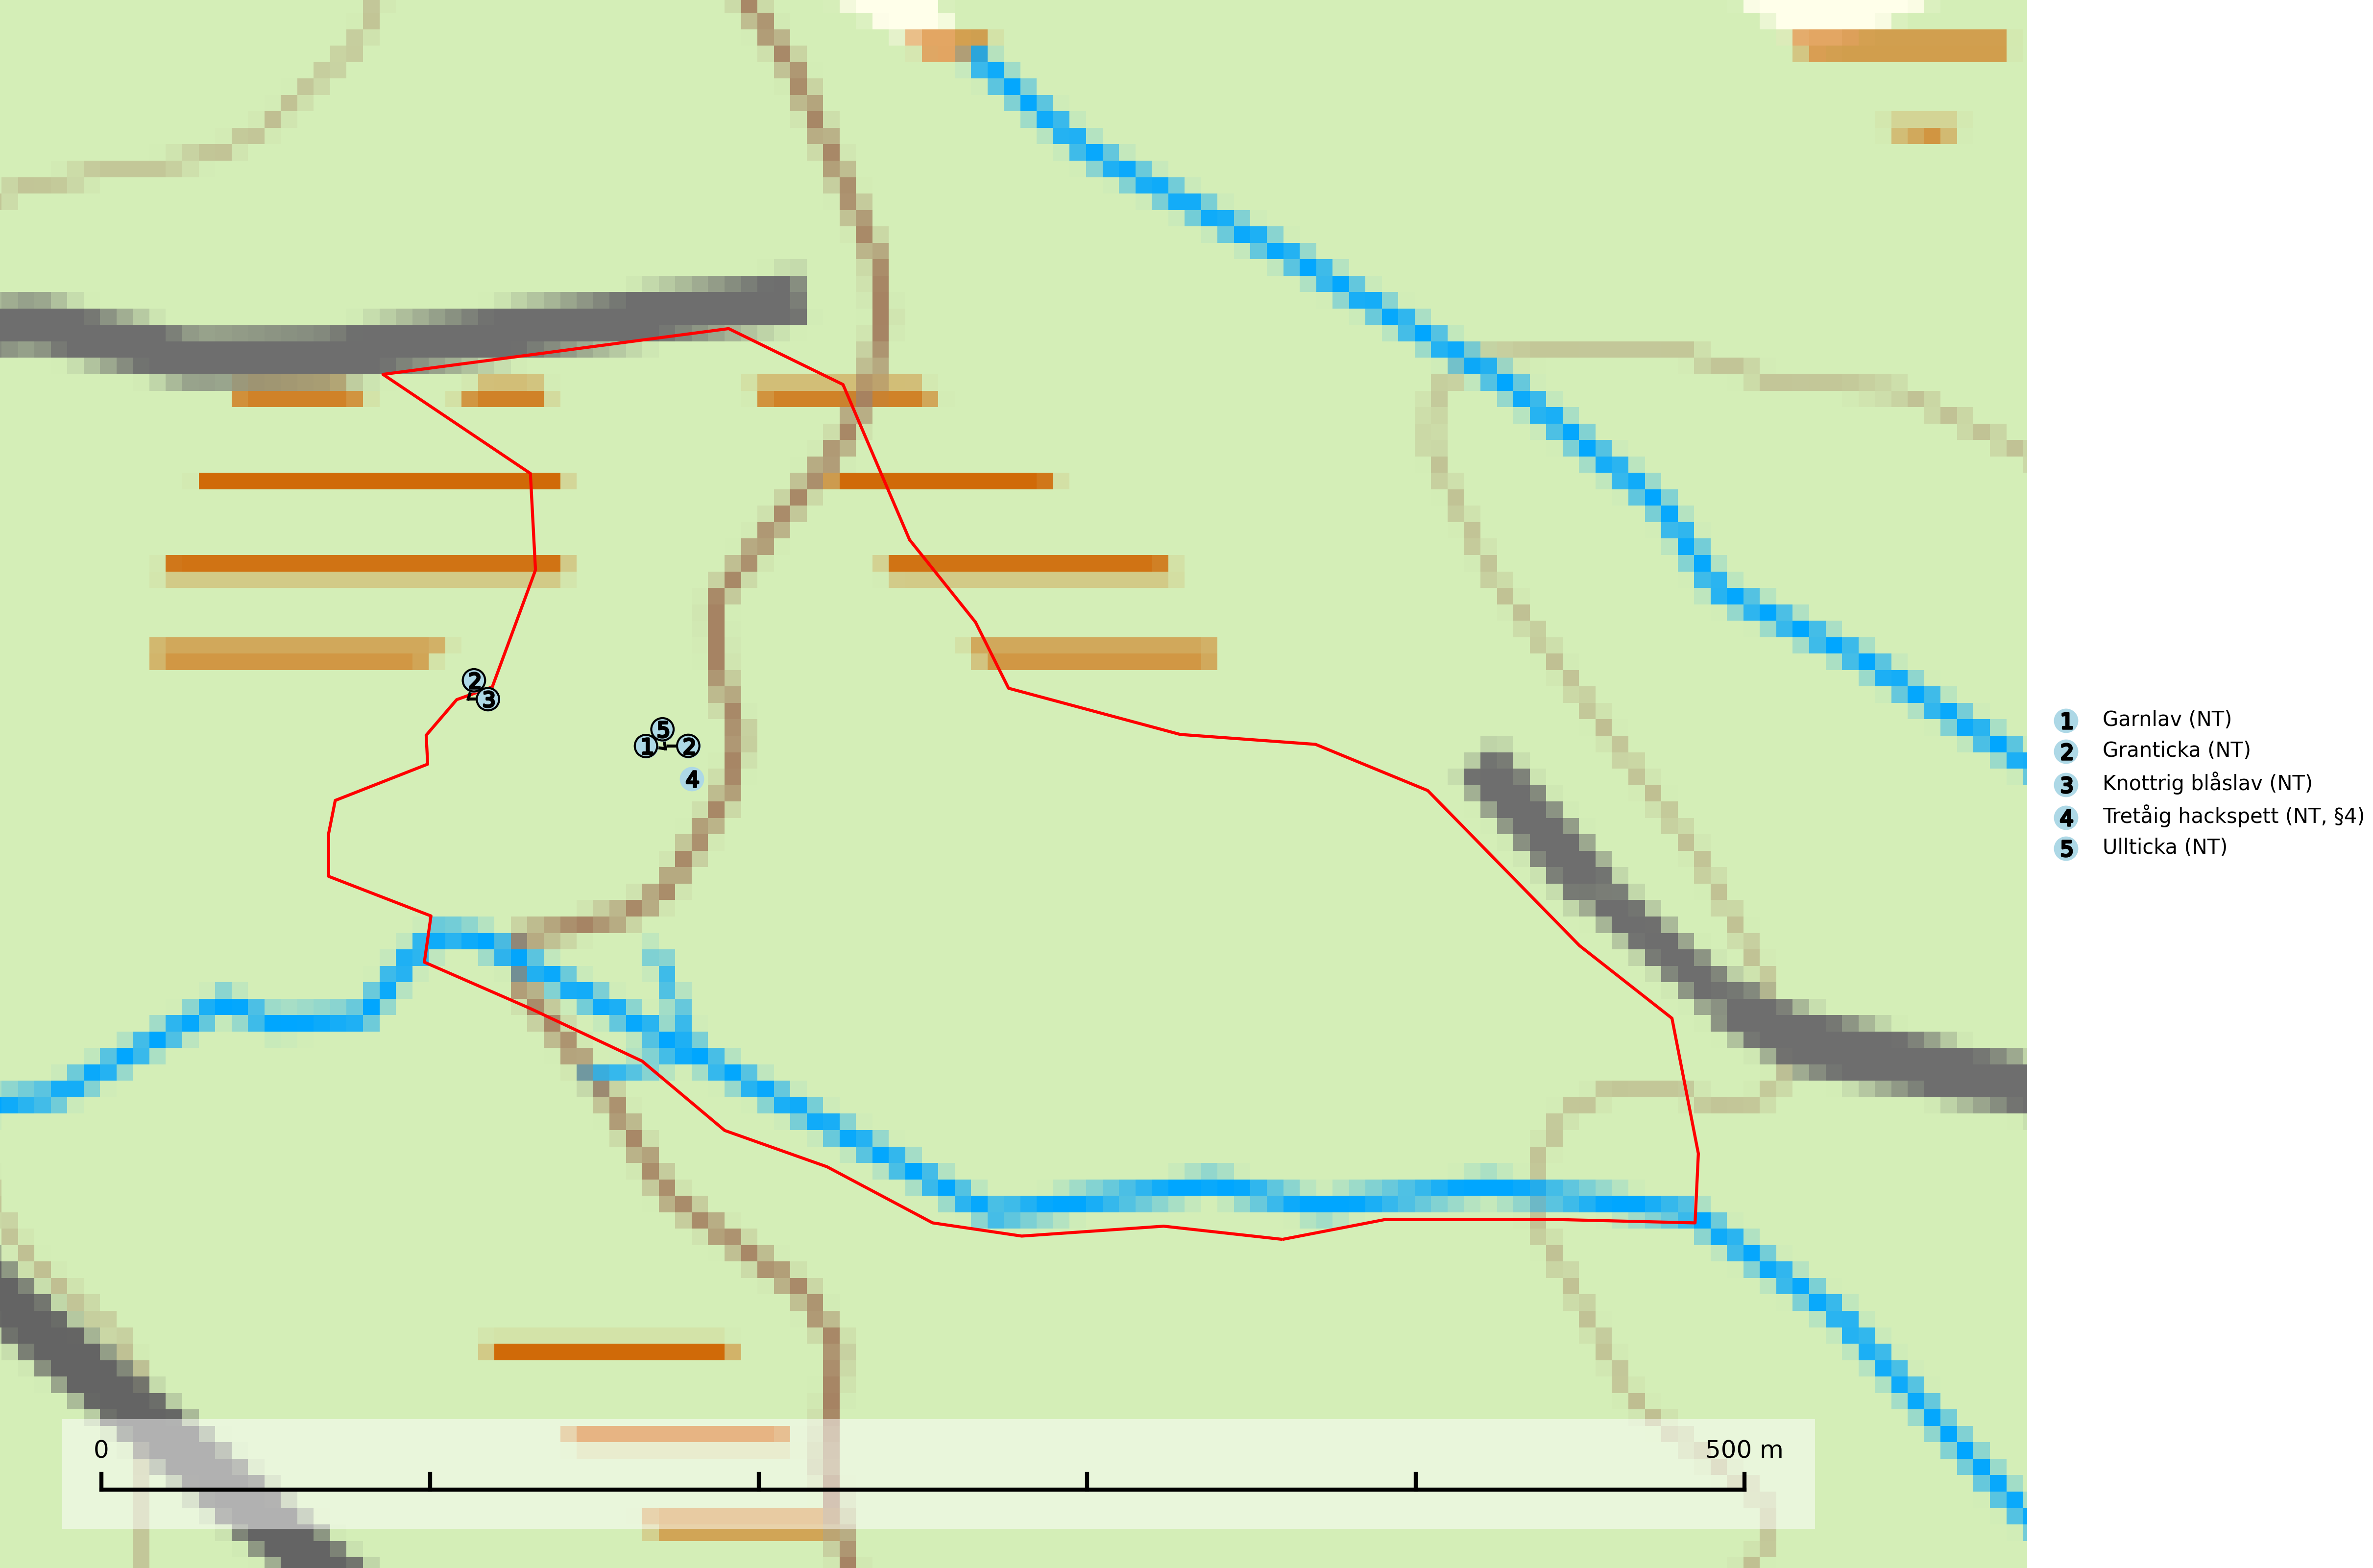 2
3
5
1 2
4
1 Garnlav (NT)
2 Granticka (NT)
3 Knottrig blåslav (NT)
4 Tretåig hackspett (NT, §4)
5 Ullticka (NT)
0 500 m